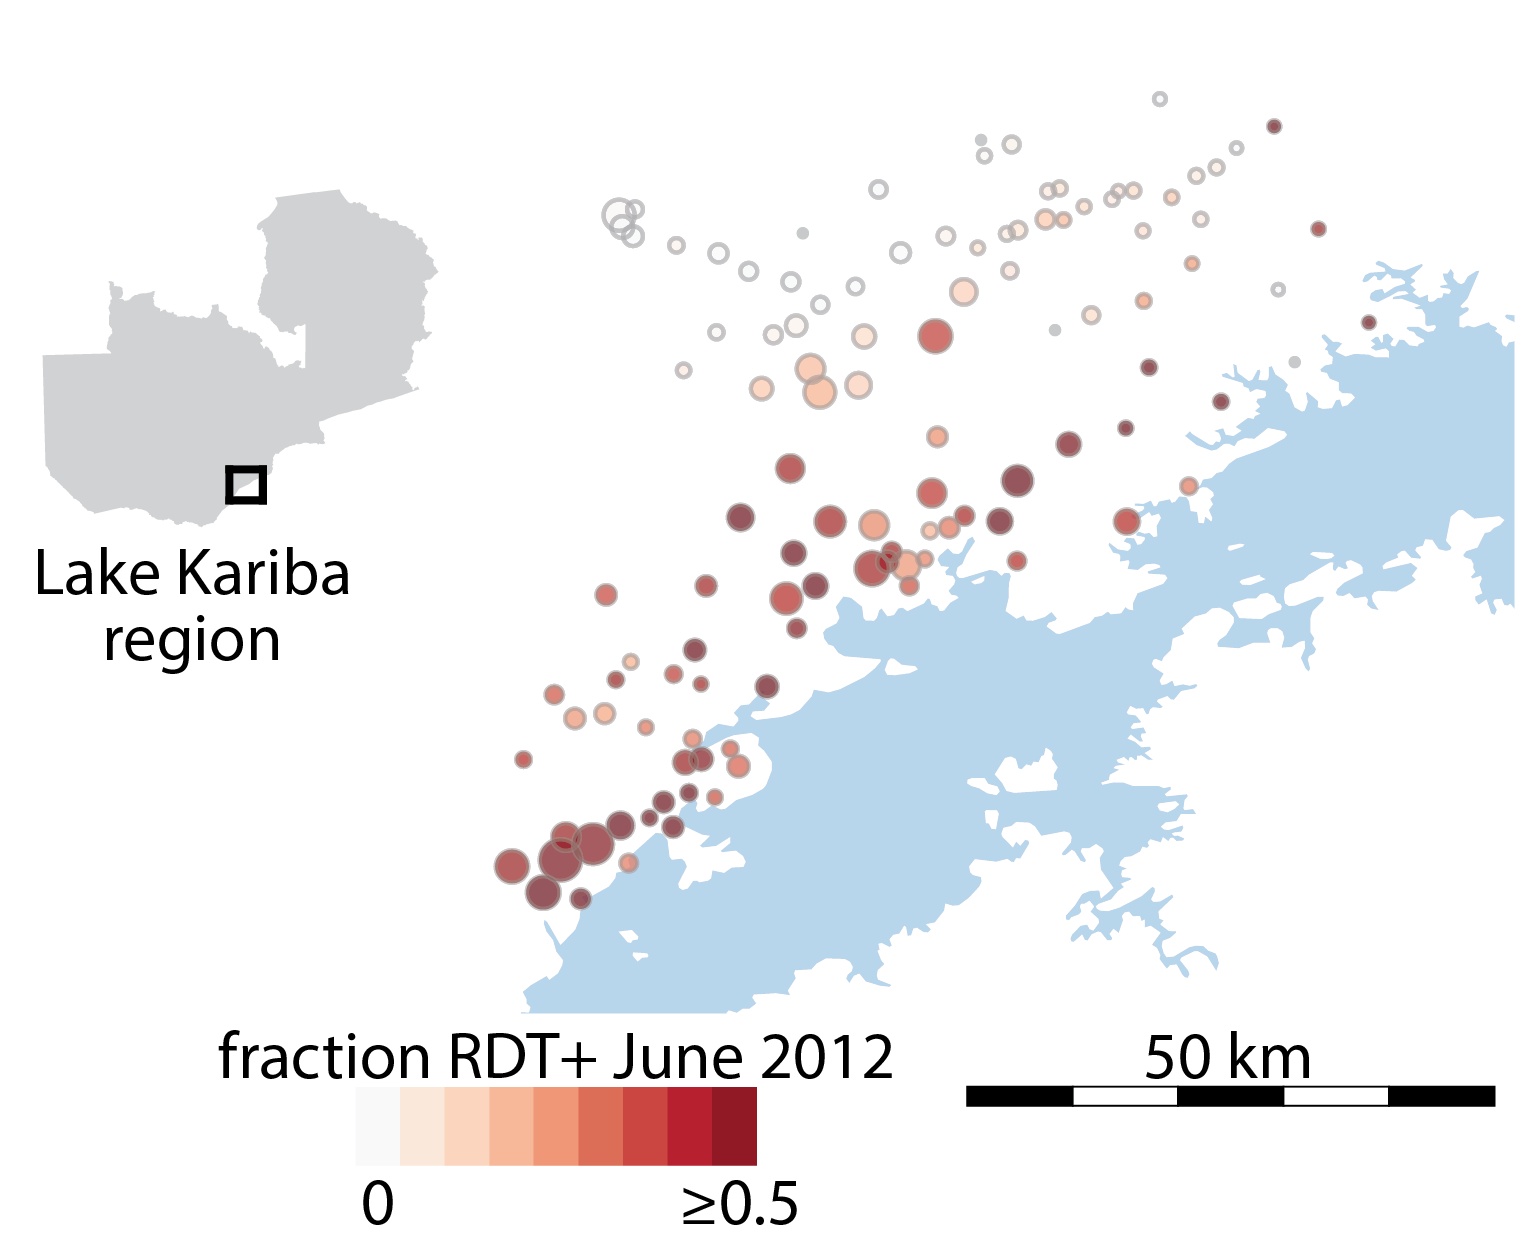 Lake Kariba
region
fraction RDT+ June 2012
0
≥0.5
50 km